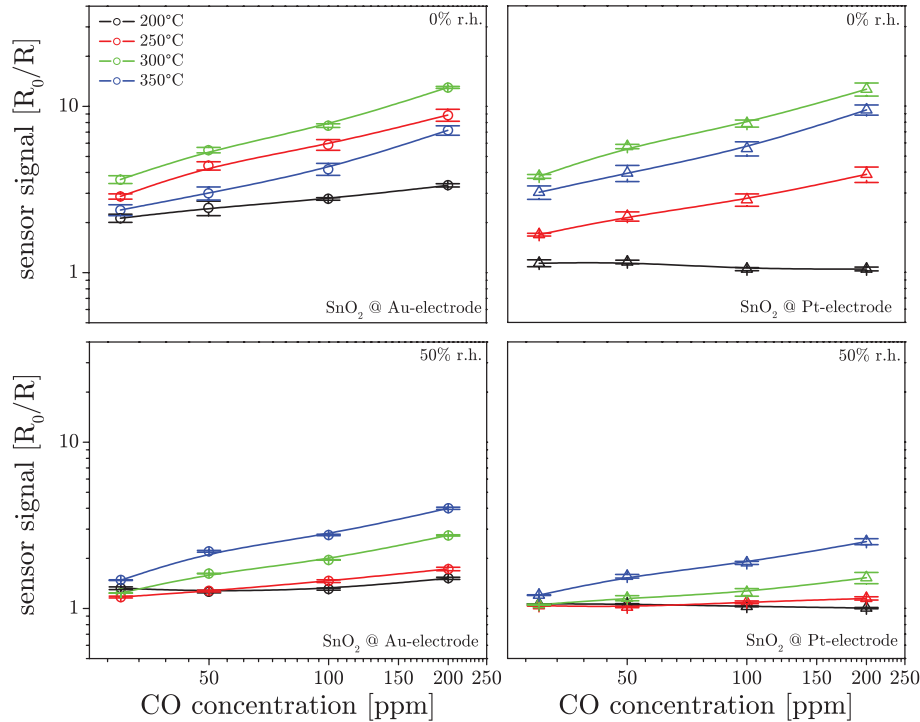 200°C
250°C
300°C
350°C
0% r.h.
0% r.h.
sensor signal [R₀/R]
10
1
SnO₂ @ Au-electrode
SnO₂ @ Pt-electrode
50% r.h.
50% r.h.
sensor signal [R₀/R]
10
1
SnO₂ @ Au-electrode
SnO₂ @ Pt-electrode
50 100 200 250
50 100 200 250
CO concentration [ppm]
CO concentration [ppm]